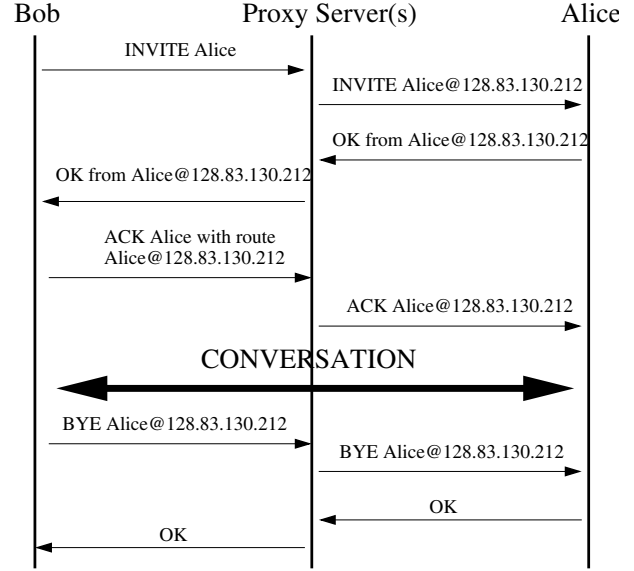 Bob
Proxy Server(s)
Alice
INVITE Alice
INVITE Alice@128.83.130.212
OK from Alice@128.83.130.212
OK from Alice@128.83.130.212
ACK Alice with route
Alice@128.83.130.212
ACK Alice@128.83.130.212
CONVERSATION
BYE Alice@128.83.130.212
BYE Alice@128.83.130.212
OK
OK